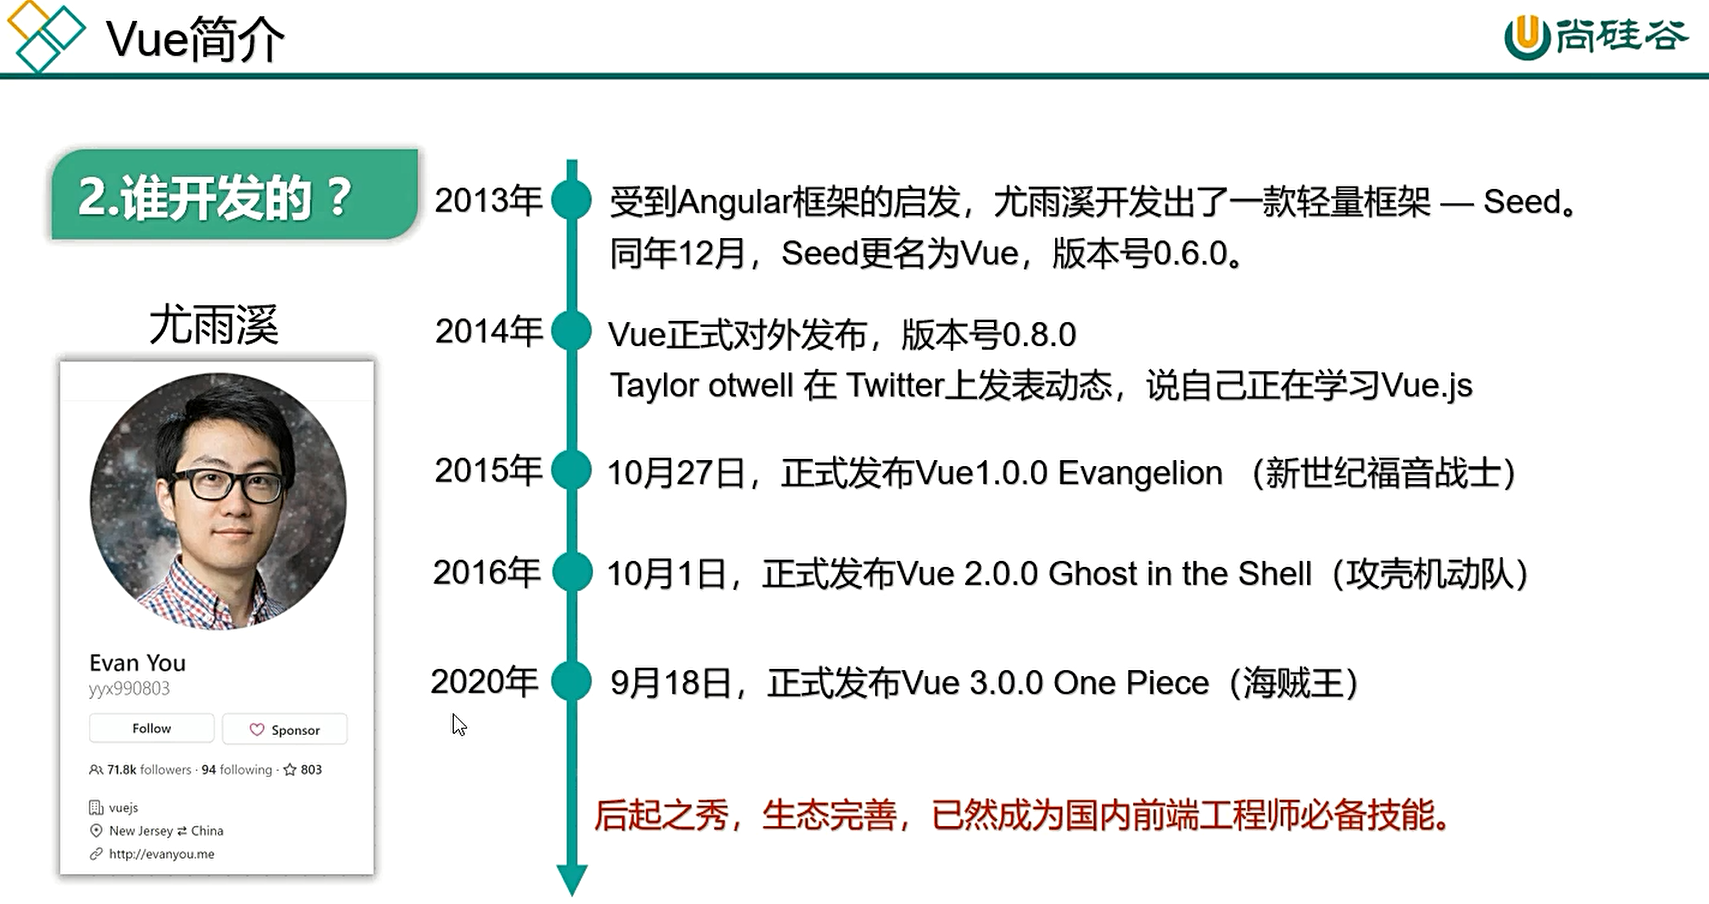 Vue简介
尚硅谷
2.谁开发的？
尤雨溪
Evan You
yyx990803
Follow
Sponsor
71.8k followers · 94 following · 803
vuejs
New Jersey ⇄ China
http://evanyou.me
2013年
受到Angular框架的启发，尤雨溪开发出了一款轻量框架 — Seed。
同年12月，Seed更名为Vue，版本号0.6.0。
2014年
Vue正式对外发布，版本号0.8.0
Taylor otwell 在 Twitter上发表动态，说自己正在学习Vue.js
2015年
10月27日，正式发布Vue1.0.0 Evangelion （新世纪福音战士）
2016年
10月1日，正式发布Vue 2.0.0 Ghost in the Shell（攻壳机动队）
2020年
9月18日，正式发布Vue 3.0.0 One Piece（海贼王）
后起之秀，生态完善，已然成为国内前端工程师必备技能。